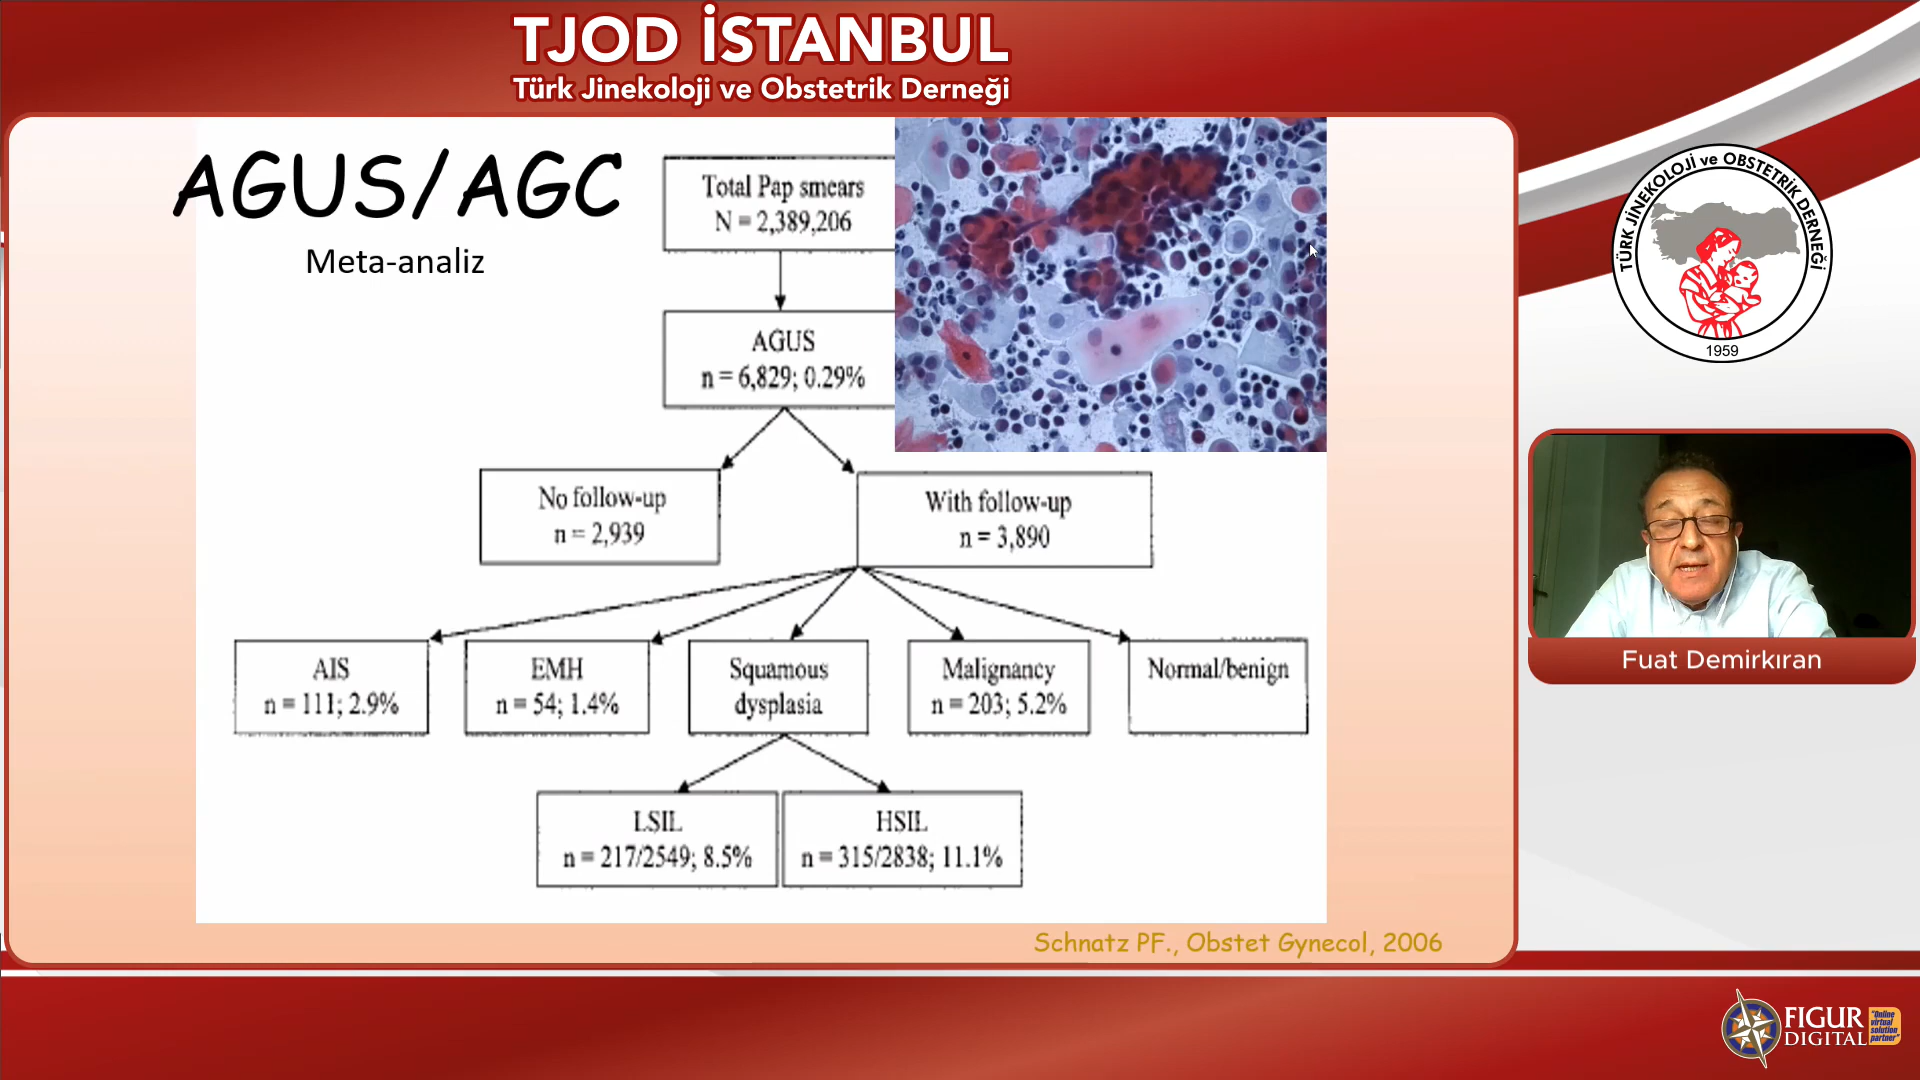 TJOD İSTANBUL
Türk Jinekoloji ve Obstetrik Derneği
AGUS/AGC
Meta-analiz
Total Pap smears
N = 2,389,206
AGUS
n = 6,829; 0.29%
No follow-up
n = 2,939
With follow-up
n = 3,890
AIS
n = 111; 2.9%
EMH
n = 54; 1.4%
Squamous
dysplasia
Malignancy
n = 203; 5.2%
Normal/benign
LSIL
n = 217/2549; 8.5%
HSIL
n = 315/2838; 11.1%
Schnatz PF., Obstet Gynecol, 2006
TÜRK JİNEKOLOJİ ve OBSTETRİK DERNEĞİ
1959
Fuat Demirkıran
FIGUR
DIGITAL
"Online
virtual
solution
partner"